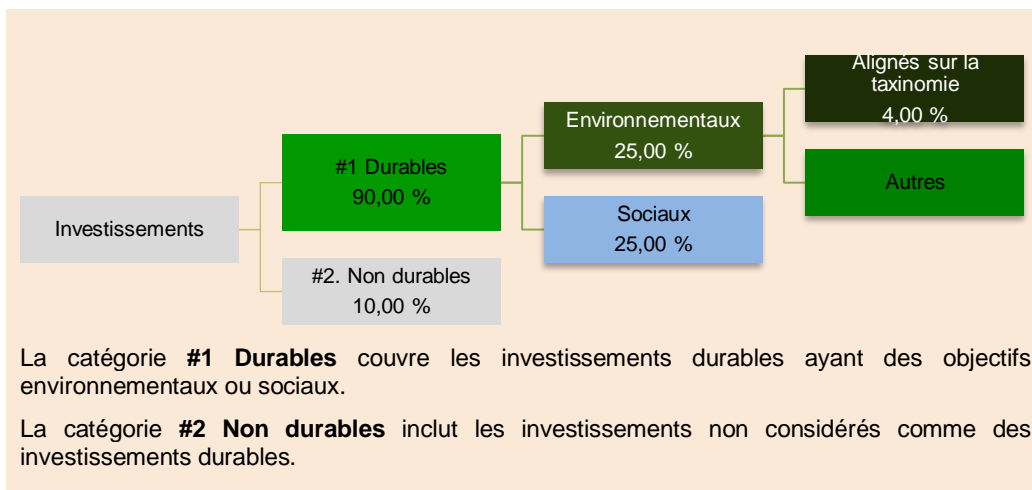 Alignés sur la
taxinomie
4,00 %
Environnementaux
25,00 %
#1 Durables
90,00 %
Autres
Investissements
Sociaux
25,00 %
#2. Non durables
10,00 %
La catégorie #1 Durables couvre les investissements durables ayant des objectifs
environnementaux ou sociaux.
La catégorie #2 Non durables inclut les investissements non considérés comme des
investissements durables.